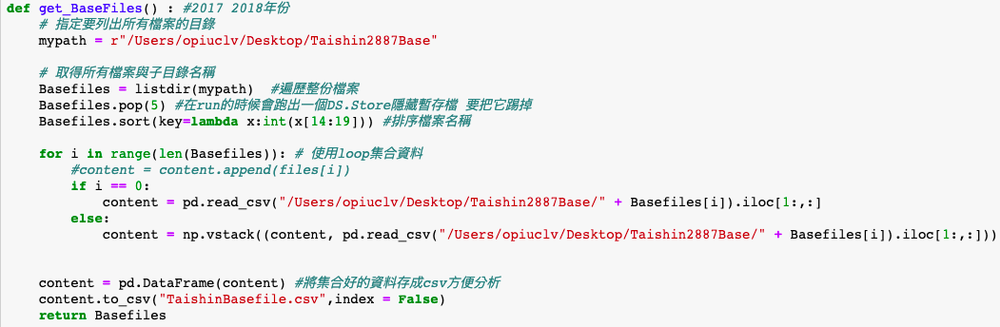 def get_BaseFiles() : #2017 2018年份
    # 指定要列出所有檔案的目錄
    mypath = r"/Users/opiuclv/Desktop/Taishin2887Base"

    # 取得所有檔案與子目錄名稱
    Basefiles = listdir(mypath)  #遍歷整份檔案
    Basefiles.pop(5) #在run的時候會跑出一個DS.Store隱藏暫存檔 要把它踢掉
    Basefiles.sort(key=lambda x:int(x[14:19])) #排序檔案名稱

    for i in range(len(Basefiles)): # 使用loop集合資料
        #content = content.append(files[i])
        if i == 0:
            content = pd.read_csv("/Users/opiuclv/Desktop/Taishin2887Base/" + Basefiles[i]).iloc[1:,:]
        else:
            content = np.vstack((content, pd.read_csv("/Users/opiuclv/Desktop/Taishin2887Base/" + Basefiles[i]).iloc[1:,:]))

    content = pd.DataFrame(content) #將集合好的資料存成csv方便分析
    content.to_csv("TaishinBasefile.csv",index = False)
    return Basefiles